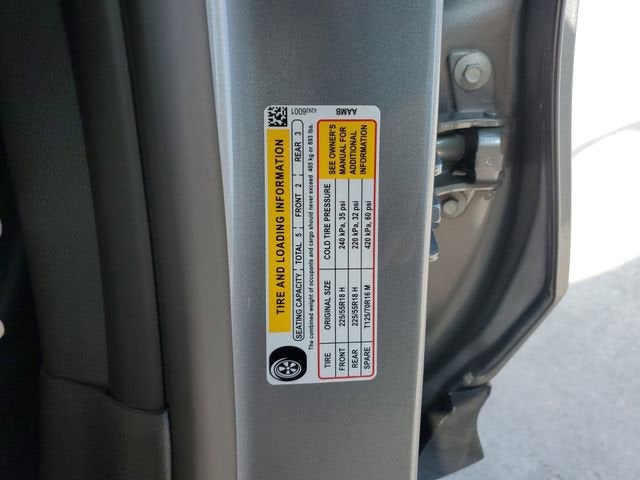 TIRE AND LOADING INFORMATION
SEATING CAPACITY TOTAL 5 FRONT 2 REAR 3
The combined weight of occupants and cargo should never exceed 405 kg or 893 lbs.
TIRE ORIGINAL SIZE COLD TIRE PRESSURE
FRONT 225/55R18 H 240 kPa, 35 psi
REAR 225/55R18 H 220 kPa, 32 psi
SPARE T125/70R16 M 420 kPa, 60 psi
SEE OWNER'S
MANUAL FOR
ADDITIONAL
INFORMATION
429J6001
AAMB